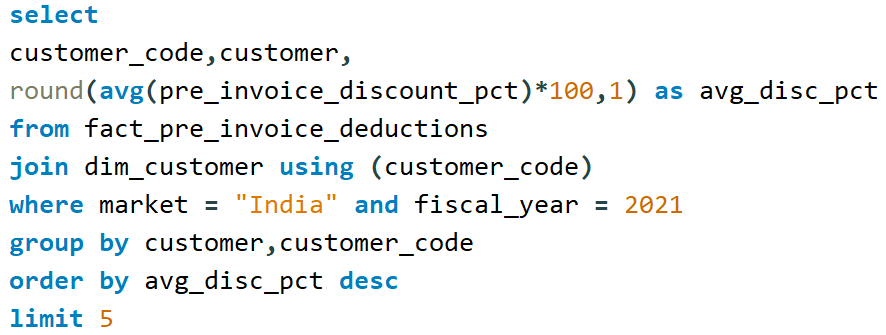 select
customer_code,customer,
round(avg(pre_invoice_discount_pct)*100,1) as avg_disc_pct
from fact_pre_invoice_deductions
join dim_customer using (customer_code)
where market = "India" and fiscal_year = 2021
group by customer,customer_code
order by avg_disc_pct desc
limit 5